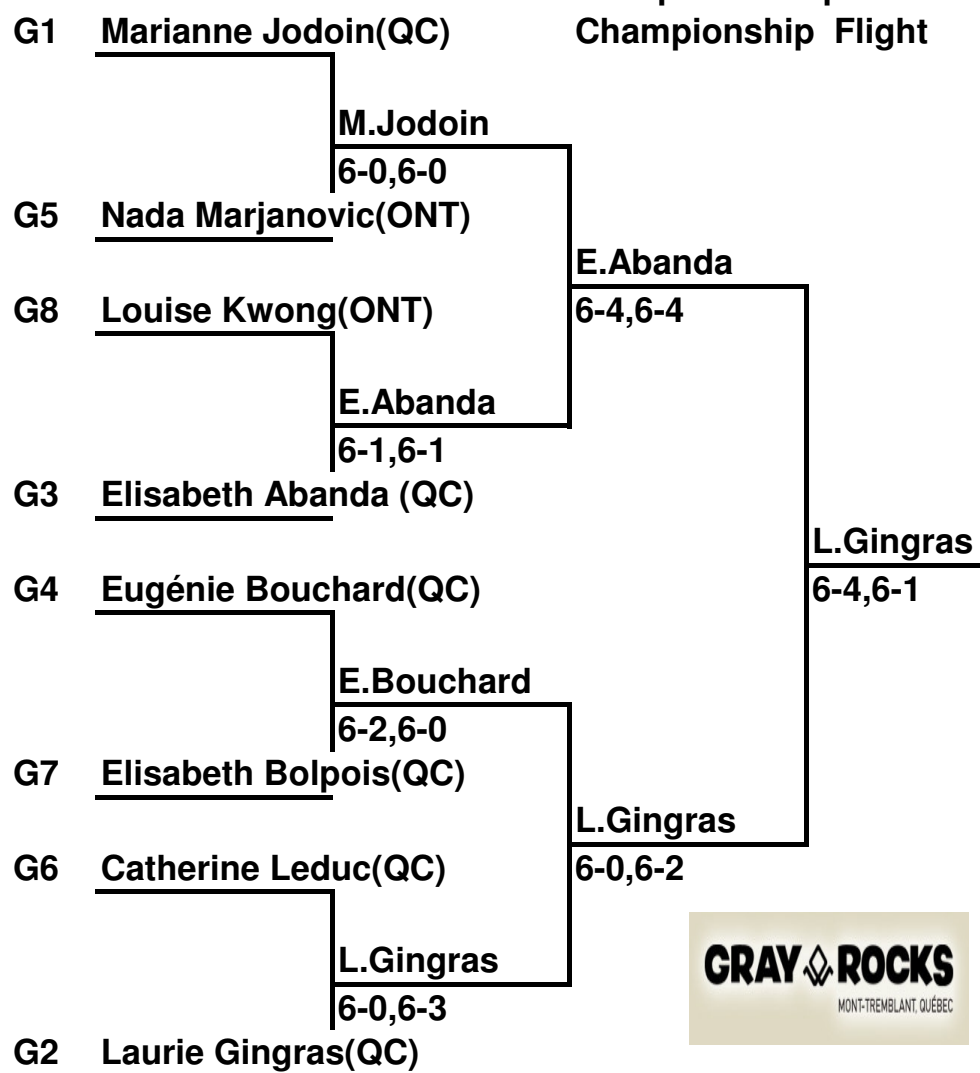 G1 Marianne Jodoin(QC) Championship Flight
M.Jodoin
6-0,6-0
G5 Nada Marjanovic(ONT)
E.Abanda
G8 Louise Kwong(ONT) 6-4,6-4
E.Abanda
6-1,6-1
G3 Elisabeth Abanda (QC)
L.Gingras
G4 Eugénie Bouchard(QC) 6-4,6-1
E.Bouchard
6-2,6-0
G7 Elisabeth Bolpois(QC)
L.Gingras
G6 Catherine Leduc(QC) 6-0,6-2
L.Gingras
6-0,6-3
G2 Laurie Gingras(QC)
GRAY ROCKS
MONT-TREMBLANT, QUÉBEC